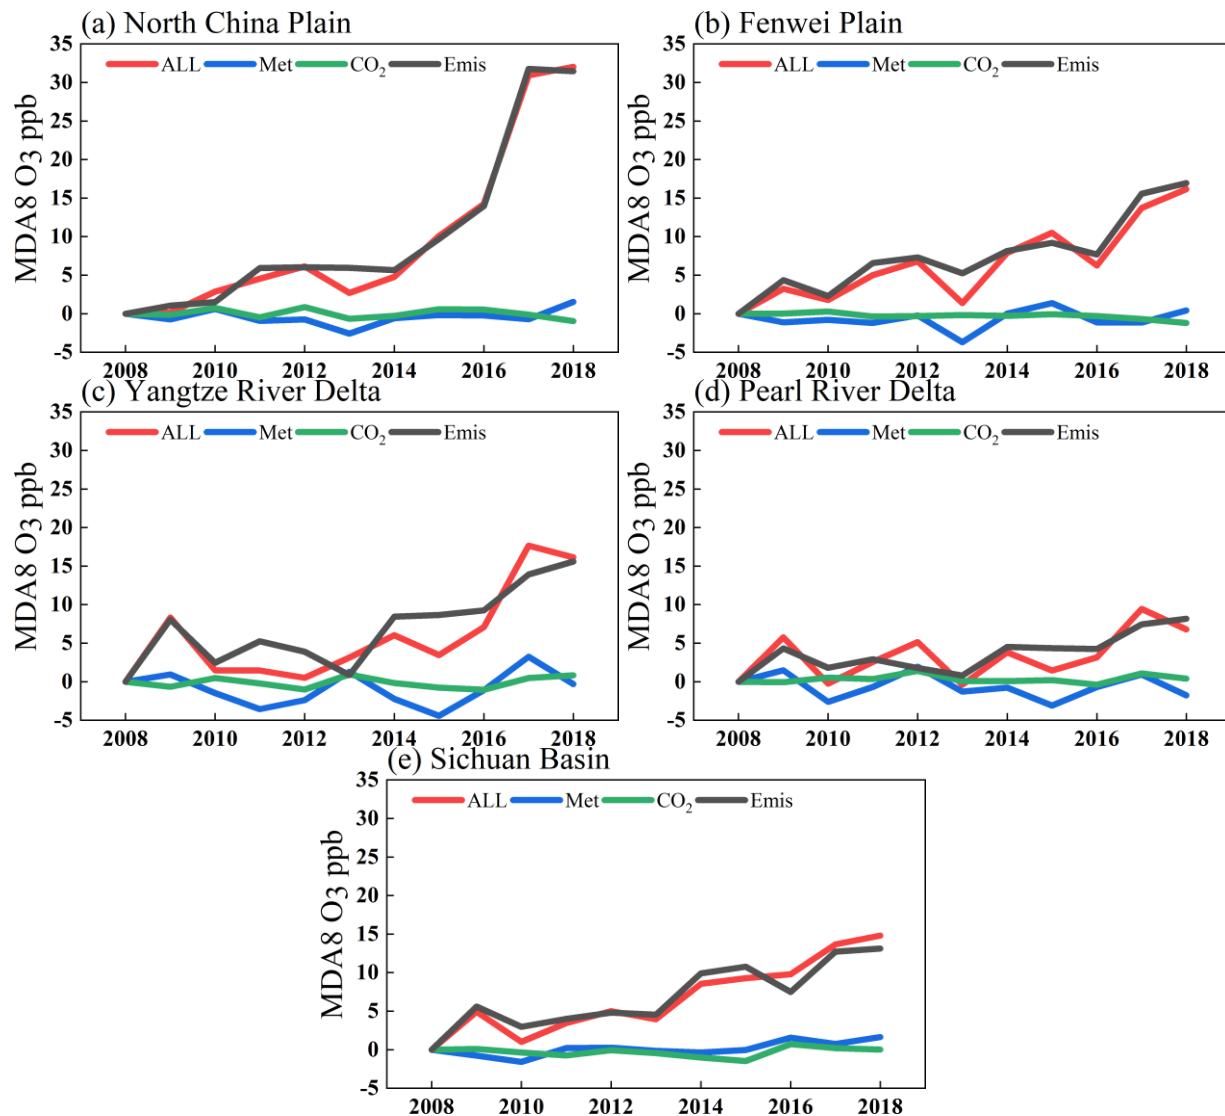 (a) North China Plain
ALL Met CO₂ Emis
MDA8 O3 ppb
35
30
25
20
15
10
5
0
-5
2008 2010 2012 2014 2016 2018
(b) Fenwei Plain
ALL Met CO₂ Emis
MDA8 O3 ppb
35
30
25
20
15
10
5
0
-5
2008 2010 2012 2014 2016 2018
(c) Yangtze River Delta
ALL Met CO₂ Emis
MDA8 O3 ppb
35
30
25
20
15
10
5
0
-5
2008 2010 2012 2014 2016 2018
(d) Pearl River Delta
ALL Met CO₂ Emis
MDA8 O3 ppb
35
30
25
20
15
10
5
0
-5
2008 2010 2012 2014 2016 2018
(e) Sichuan Basin
ALL Met CO₂ Emis
MDA8 O3 ppb
35
30
25
20
15
10
5
0
-5
2008 2010 2012 2014 2016 2018